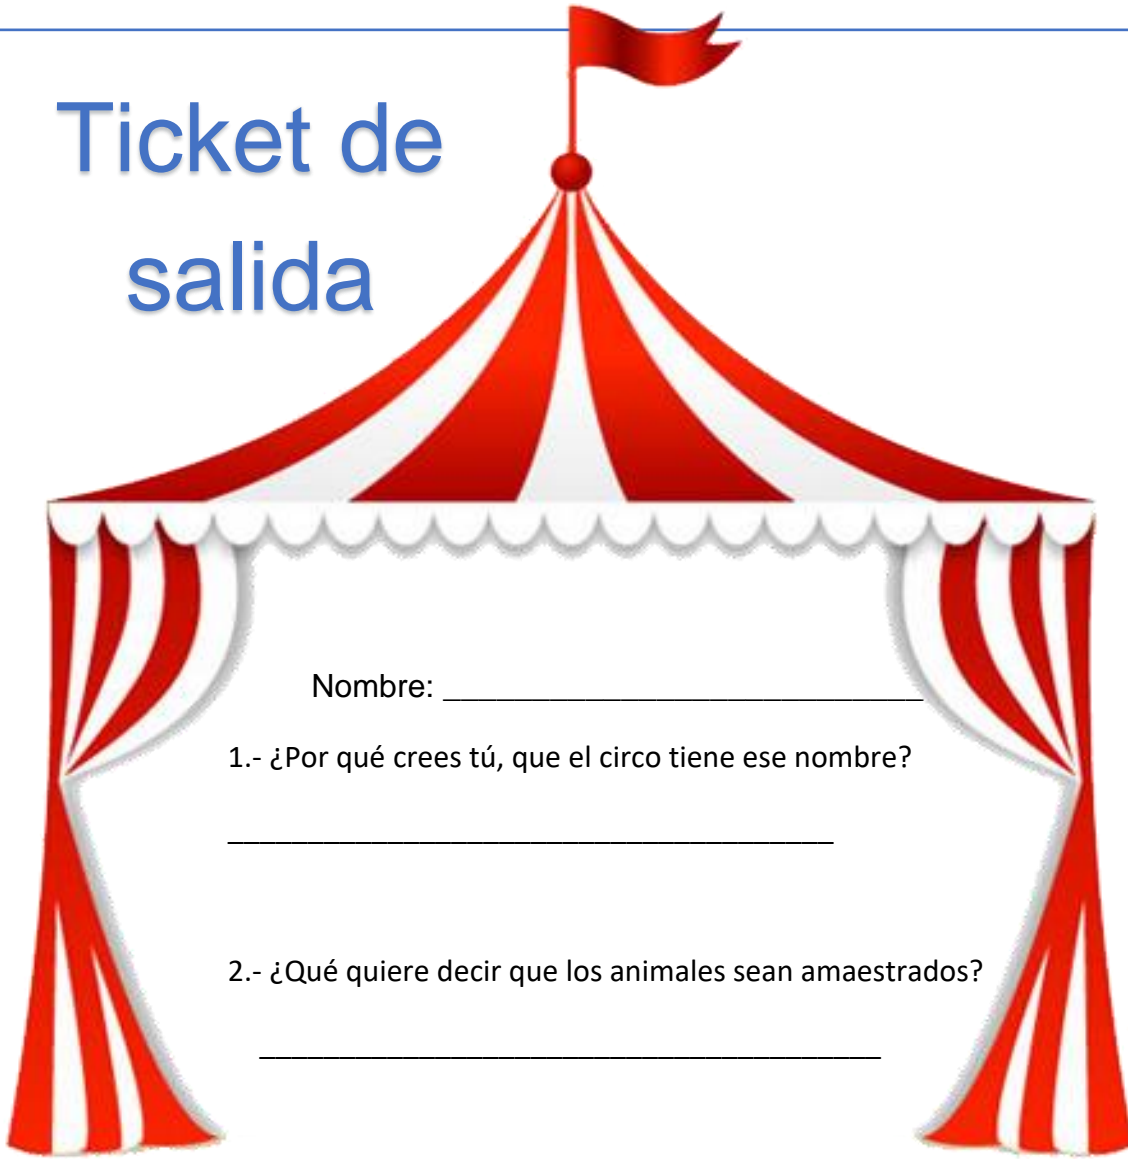 Ticket de
salida
Nombre: ______________________________
1.- ¿Por qué crees tú, que el circo tiene ese nombre?
_______________________________________
2.- ¿Qué quiere decir que los animales sean amaestrados?
________________________________________